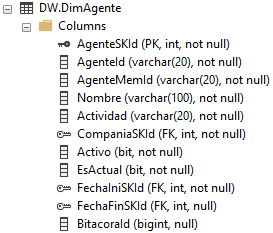 DW.DimAgente
Columns
AgenteSKId (PK, int, not null)
AgenteId (varchar(20), not null)
AgenteMemId (varchar(20), not null)
Nombre (varchar(100), not null)
Actividad (varchar(20), not null)
CompaniaSKId (FK, int, not null)
Activo (bit, not null)
EsActual (bit, not null)
FechaIniSKId (FK, int, not null)
FechaFinSKId (FK, int, not null)
BitacoraId (bigint, null)